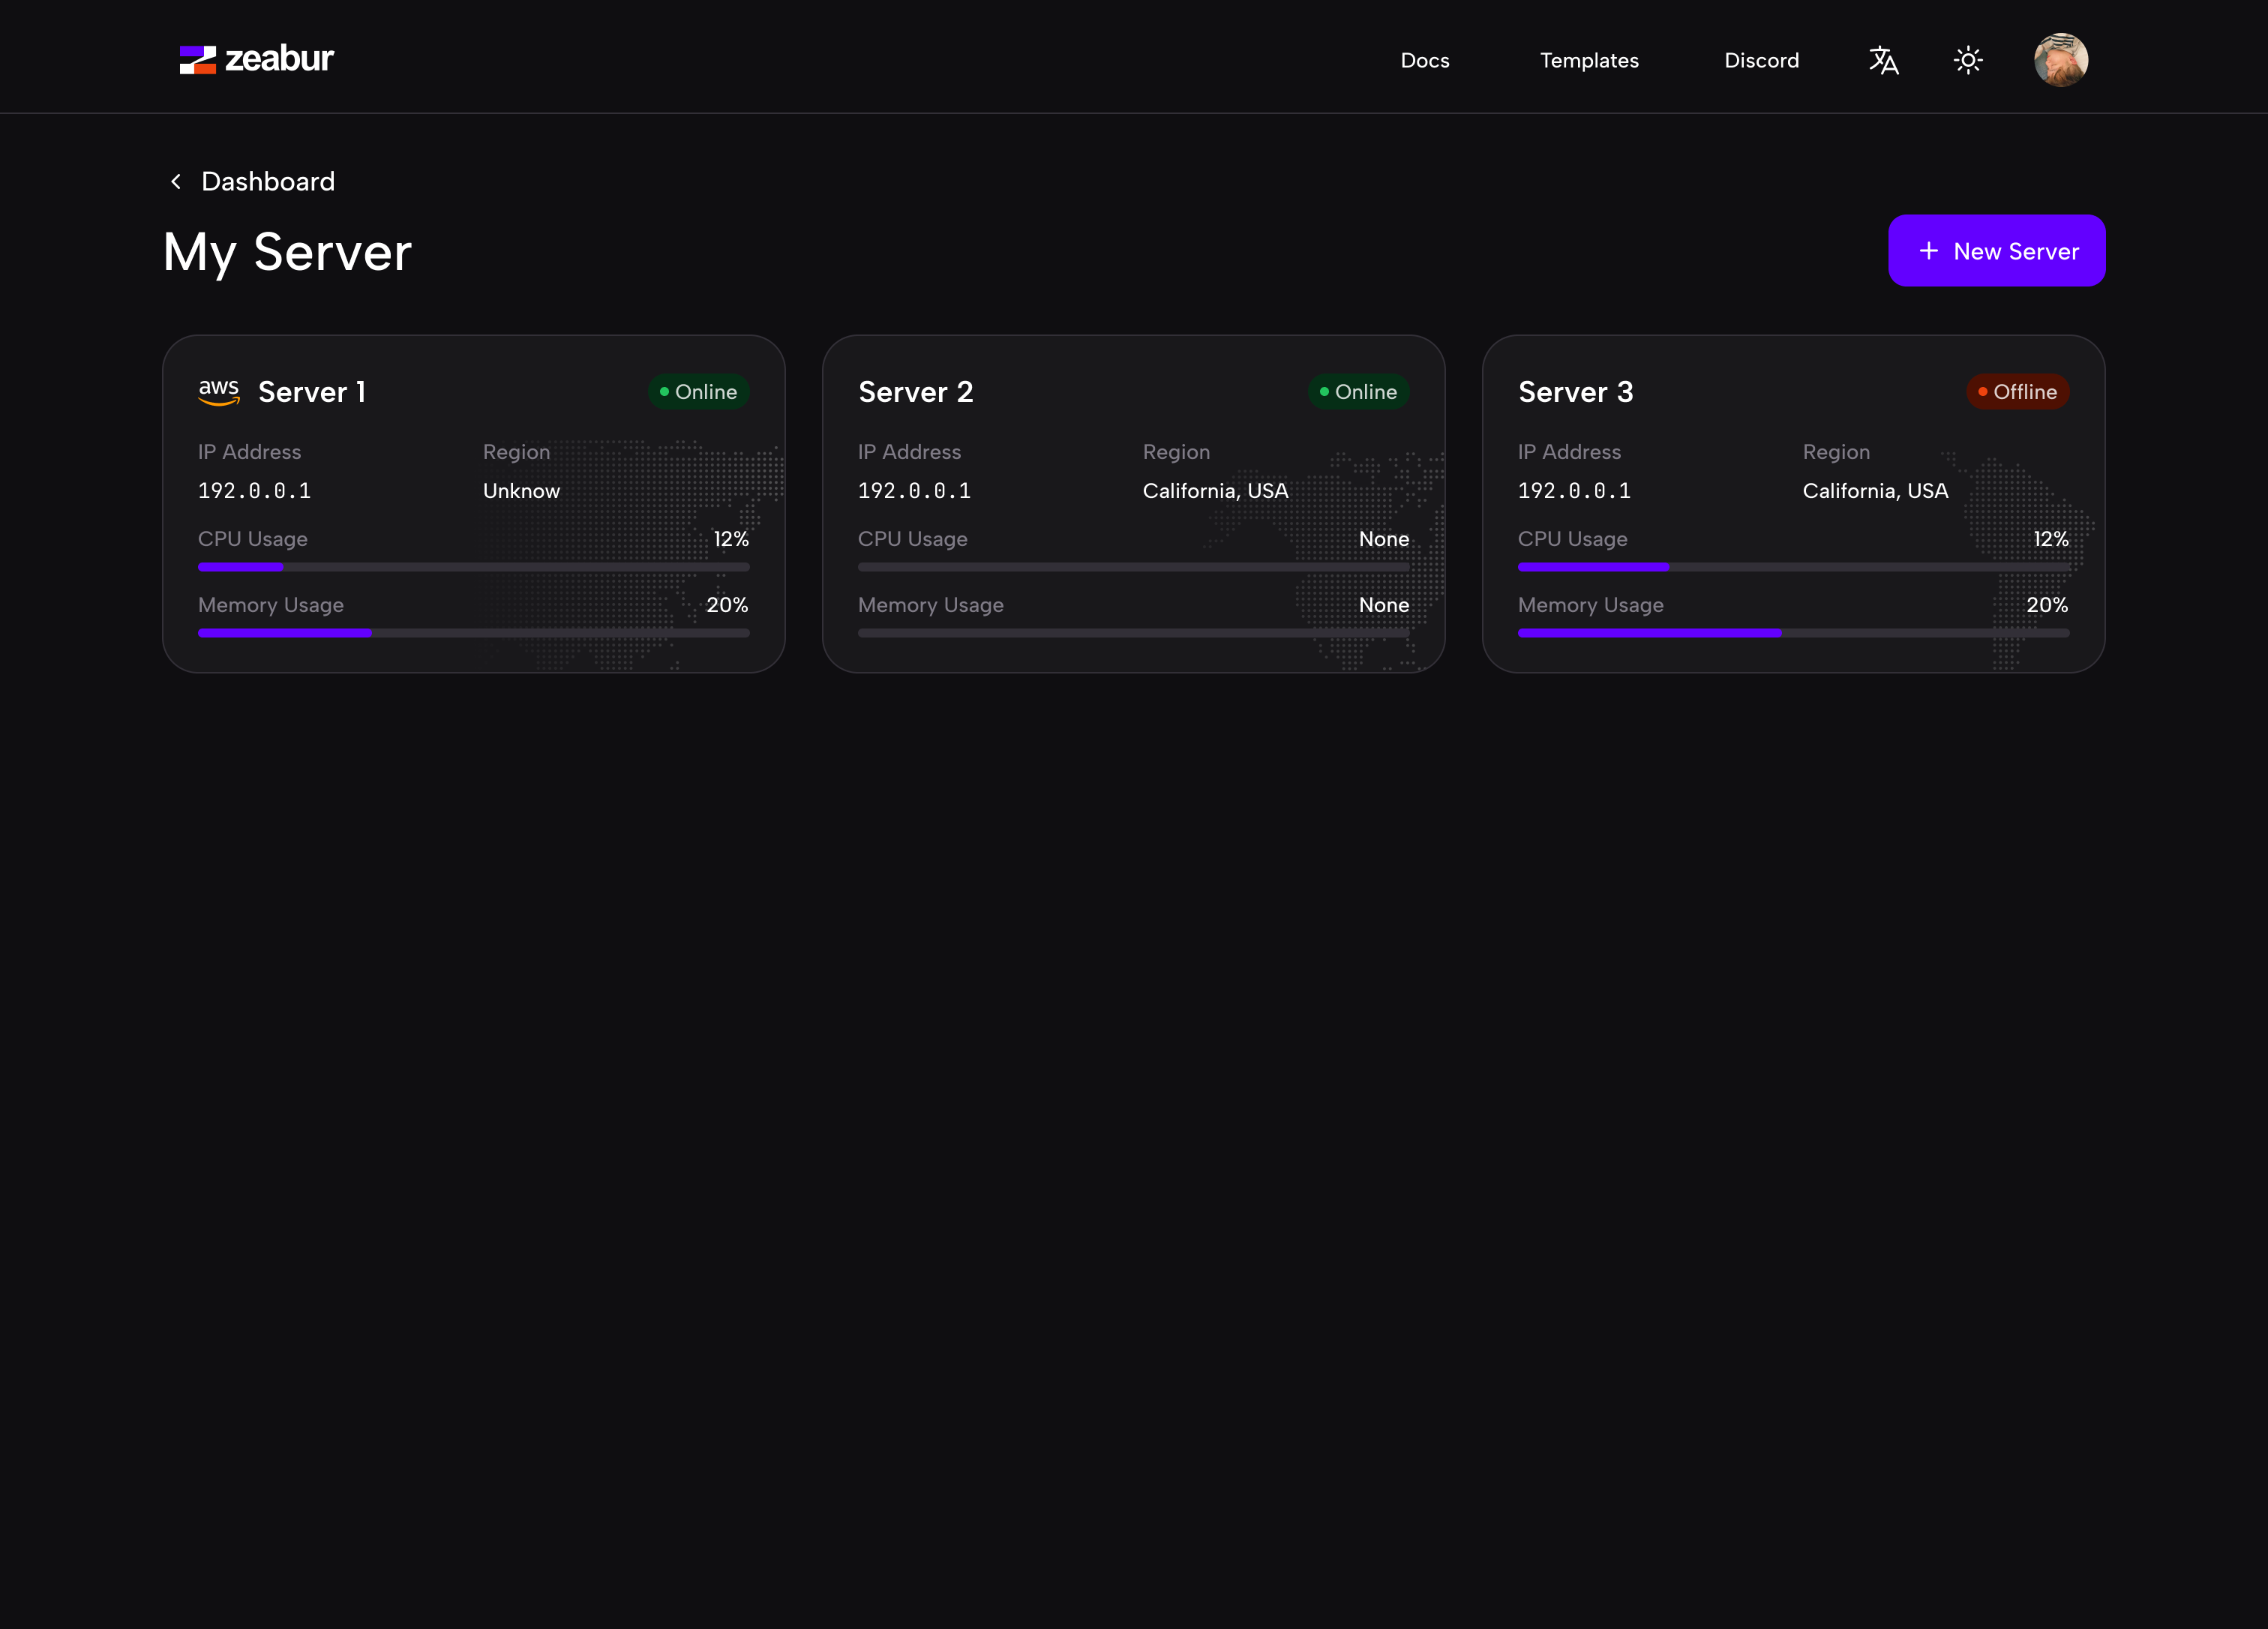 zeabur
Docs Templates Discord
Dashboard
My Server
New Server
aws Server 1 Online
IP Address Region
192.0.0.1 Unknow
CPU Usage 12%
Memory Usage 20%
Server 2 Online
IP Address Region
192.0.0.1 California, USA
CPU Usage None
Memory Usage None
Server 3 Offline
IP Address Region
192.0.0.1 California, USA
CPU Usage 12%
Memory Usage 20%